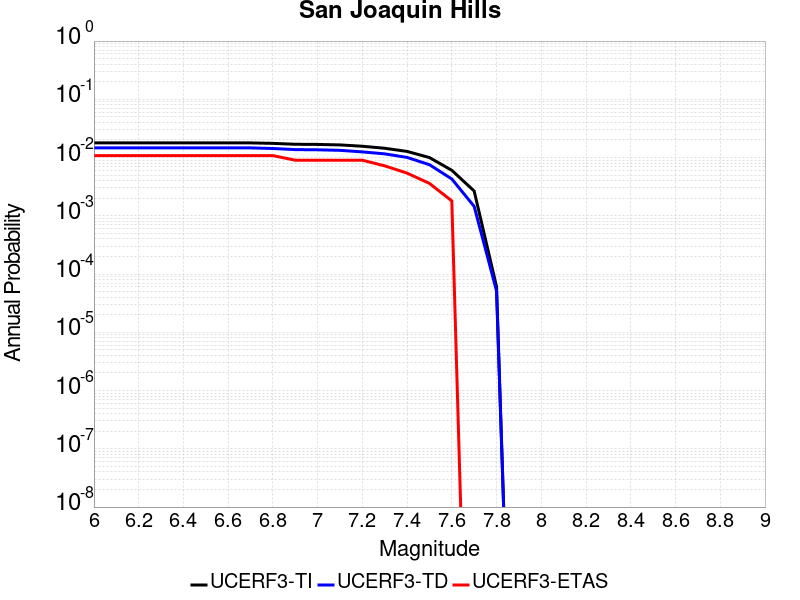 San Joaquin Hills
10^0
10^-1
10^-2
10^-3
10^-4
10^-5
10^-6
10^-7
10^-8
Annual Probability
6 6.2 6.4 6.6 6.8 7 7.2 7.4 7.6 7.8 8 8.2 8.4 8.6 8.8 9
Magnitude
UCERF3-TI UCERF3-TD UCERF3-ETAS